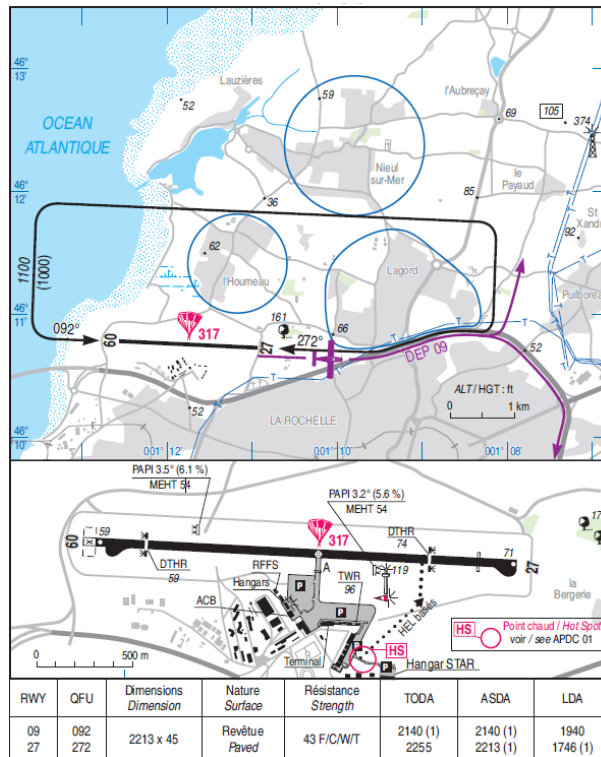 46°
13'
Lauzières
59
52
l'Aubreçay
69
105
374
OCEAN
ATLANTIQUE
Nieul
sur-Mer
le
Payaud
46°
12'
36
85
St
Xandr
92
1100
(1000)
62
l'Houmeau
Lagord
Puilborea
46°
11'
092°
09
317
161
27
272°
66
DEP 09
52
ALT/ HGT : ft
0 1 km
52
LA ROCHELLE
46°
10'
001° 12'
001° 10'
001° 08'
PAPI 3.5° (6.1 %)
MEHT 54
PAPI 3.2° (5.6 %)
MEHT 54
317
17
59
09
DTHR
74
71
27
DTHR
59
RFFS
Hangars
A
119
TWR
96
P
P
P
ACB
la
Bergerie
HEL bases
Terminal
HS
HS Point chaud / Hot Spot
voir / see APDC 01
Hangar STAR
0 500 m
RWY QFU Dimensions Nature Résistance TODA ASDA LDA
Dimension Surface Strength
09 092 2213 x 45 Revêtue 43 F/C/W/T 2140 (1) 2140 (1) 1940
27 272 Paved 2255 2213 (1) 1746 (1)